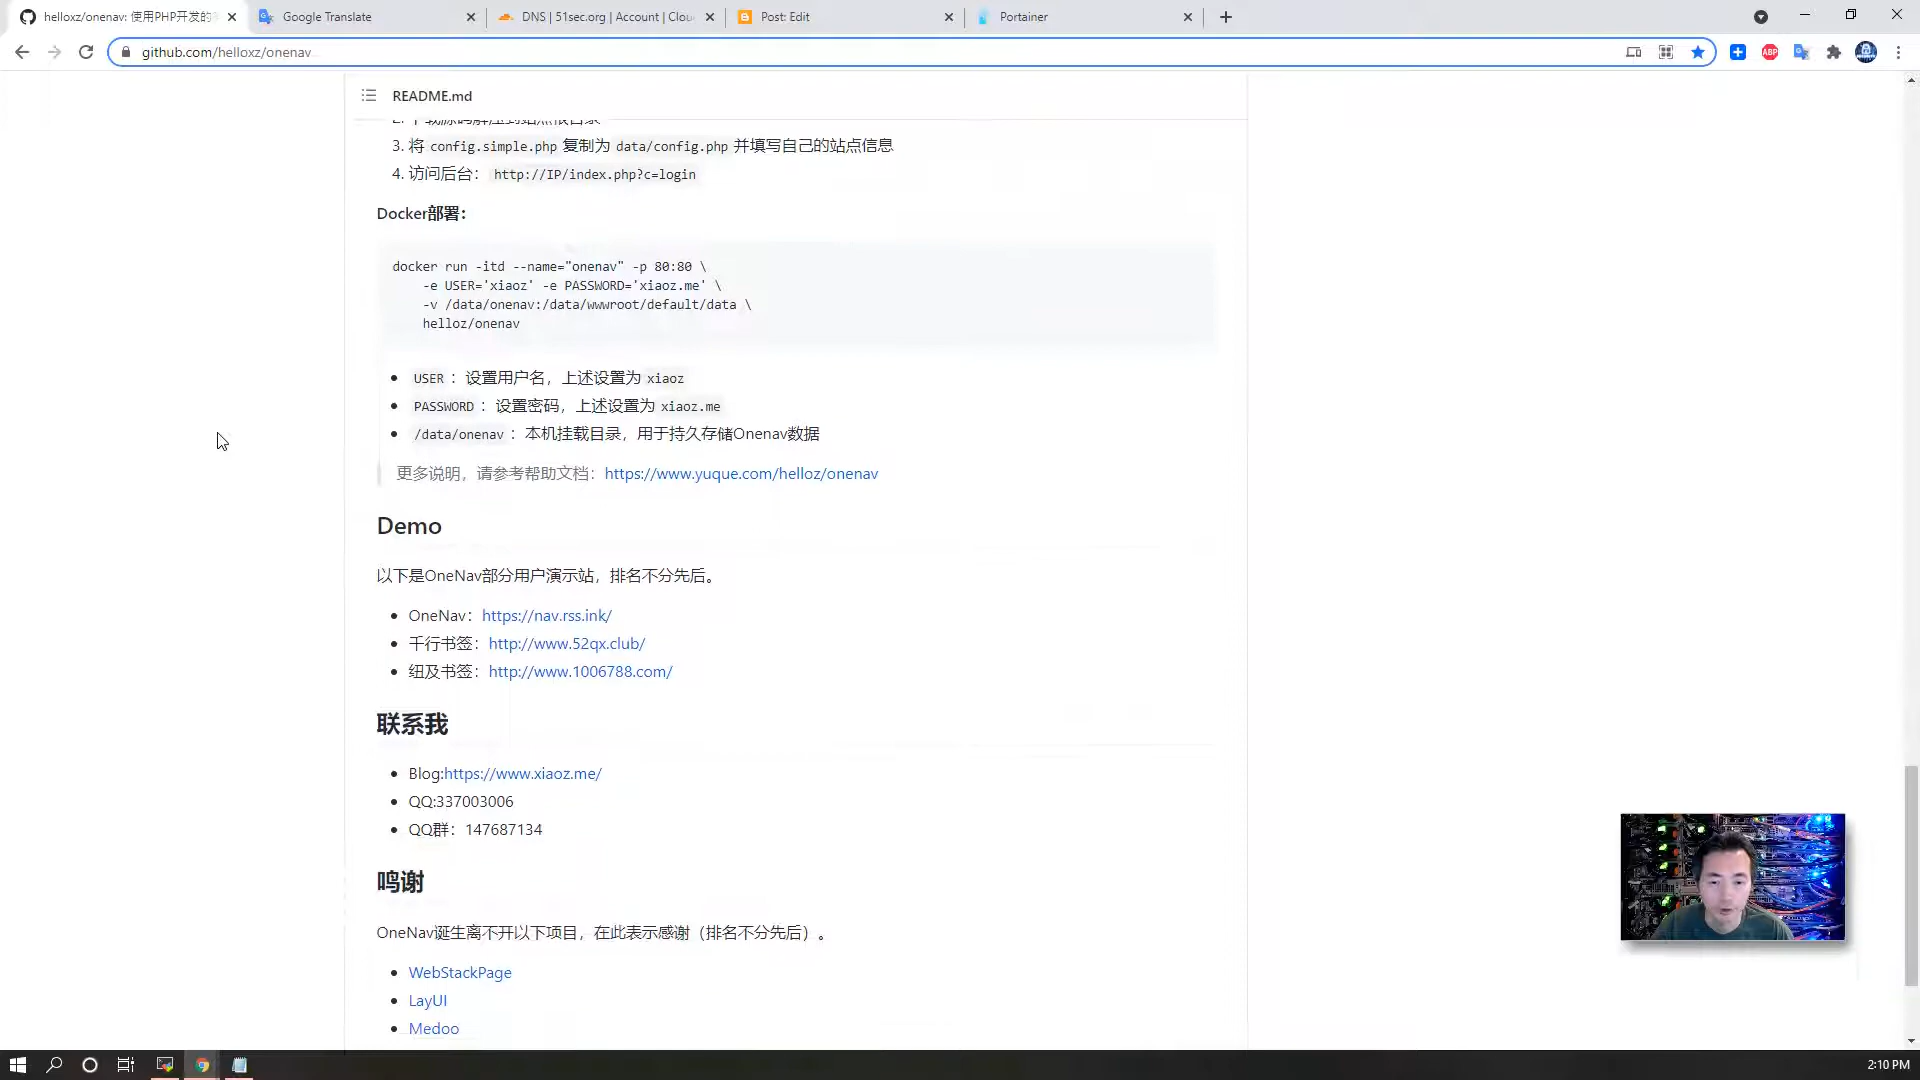 helloxz/onenav: 使用PHP开发的
Google Translate
DNS | 51sec.org | Account | Clou
Post: Edit
Portainer
github.com/helloxz/onenav
ABP
README.md
3. 将 config.simple.php 复制为 data/config.php 并填写自己的站点信息
4. 访问后台： http://IP/index.php?c=login
Docker部署：
docker run -itd --name="onenav" -p 80:80 \
-e USER='xiaoz' -e PASSWORD='xiaoz.me' \
-v /data/onenav:/data/wwwroot/default/data \
helloz/onenav
USER ：设置用户名，上述设置为 xiaoz
PASSWORD ：设置密码，上述设置为 xiaoz.me
/data/onenav ：本机挂载目录，用于持久存储Onenav数据
更多说明，请参考帮助文档：https://www.yuque.com/helloz/onenav
Demo
以下是OneNav部分用户演示站，排名不分先后。
OneNav：https://nav.rss.ink/
千行书签：http://www.52qx.club/
纽及书签：http://www.1006788.com/
联系我
Blog:https://www.xiaoz.me/
QQ:337003006
QQ群：147687134
鸣谢
OneNav诞生离不开以下项目，在此表示感谢（排名不分先后）。
WebStackPage
LayUI
Medoo
2:10 PM